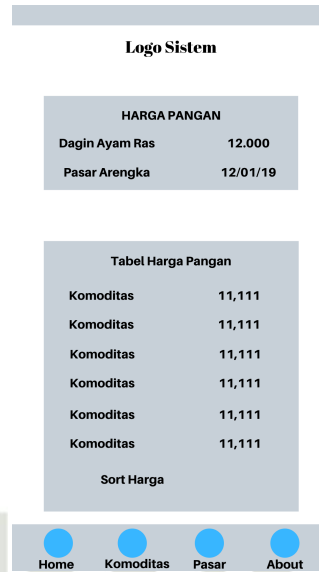 Logo Sistem
HARGA PANGAN
Dagin Ayam Ras 12.000
Pasar Arengka 12/01/19
Tabel Harga Pangan
Komoditas 11,111
Komoditas 11,111
Komoditas 11,111
Komoditas 11,111
Komoditas 11,111
Komoditas 11,111
Sort Harga
Home Komoditas Pasar About